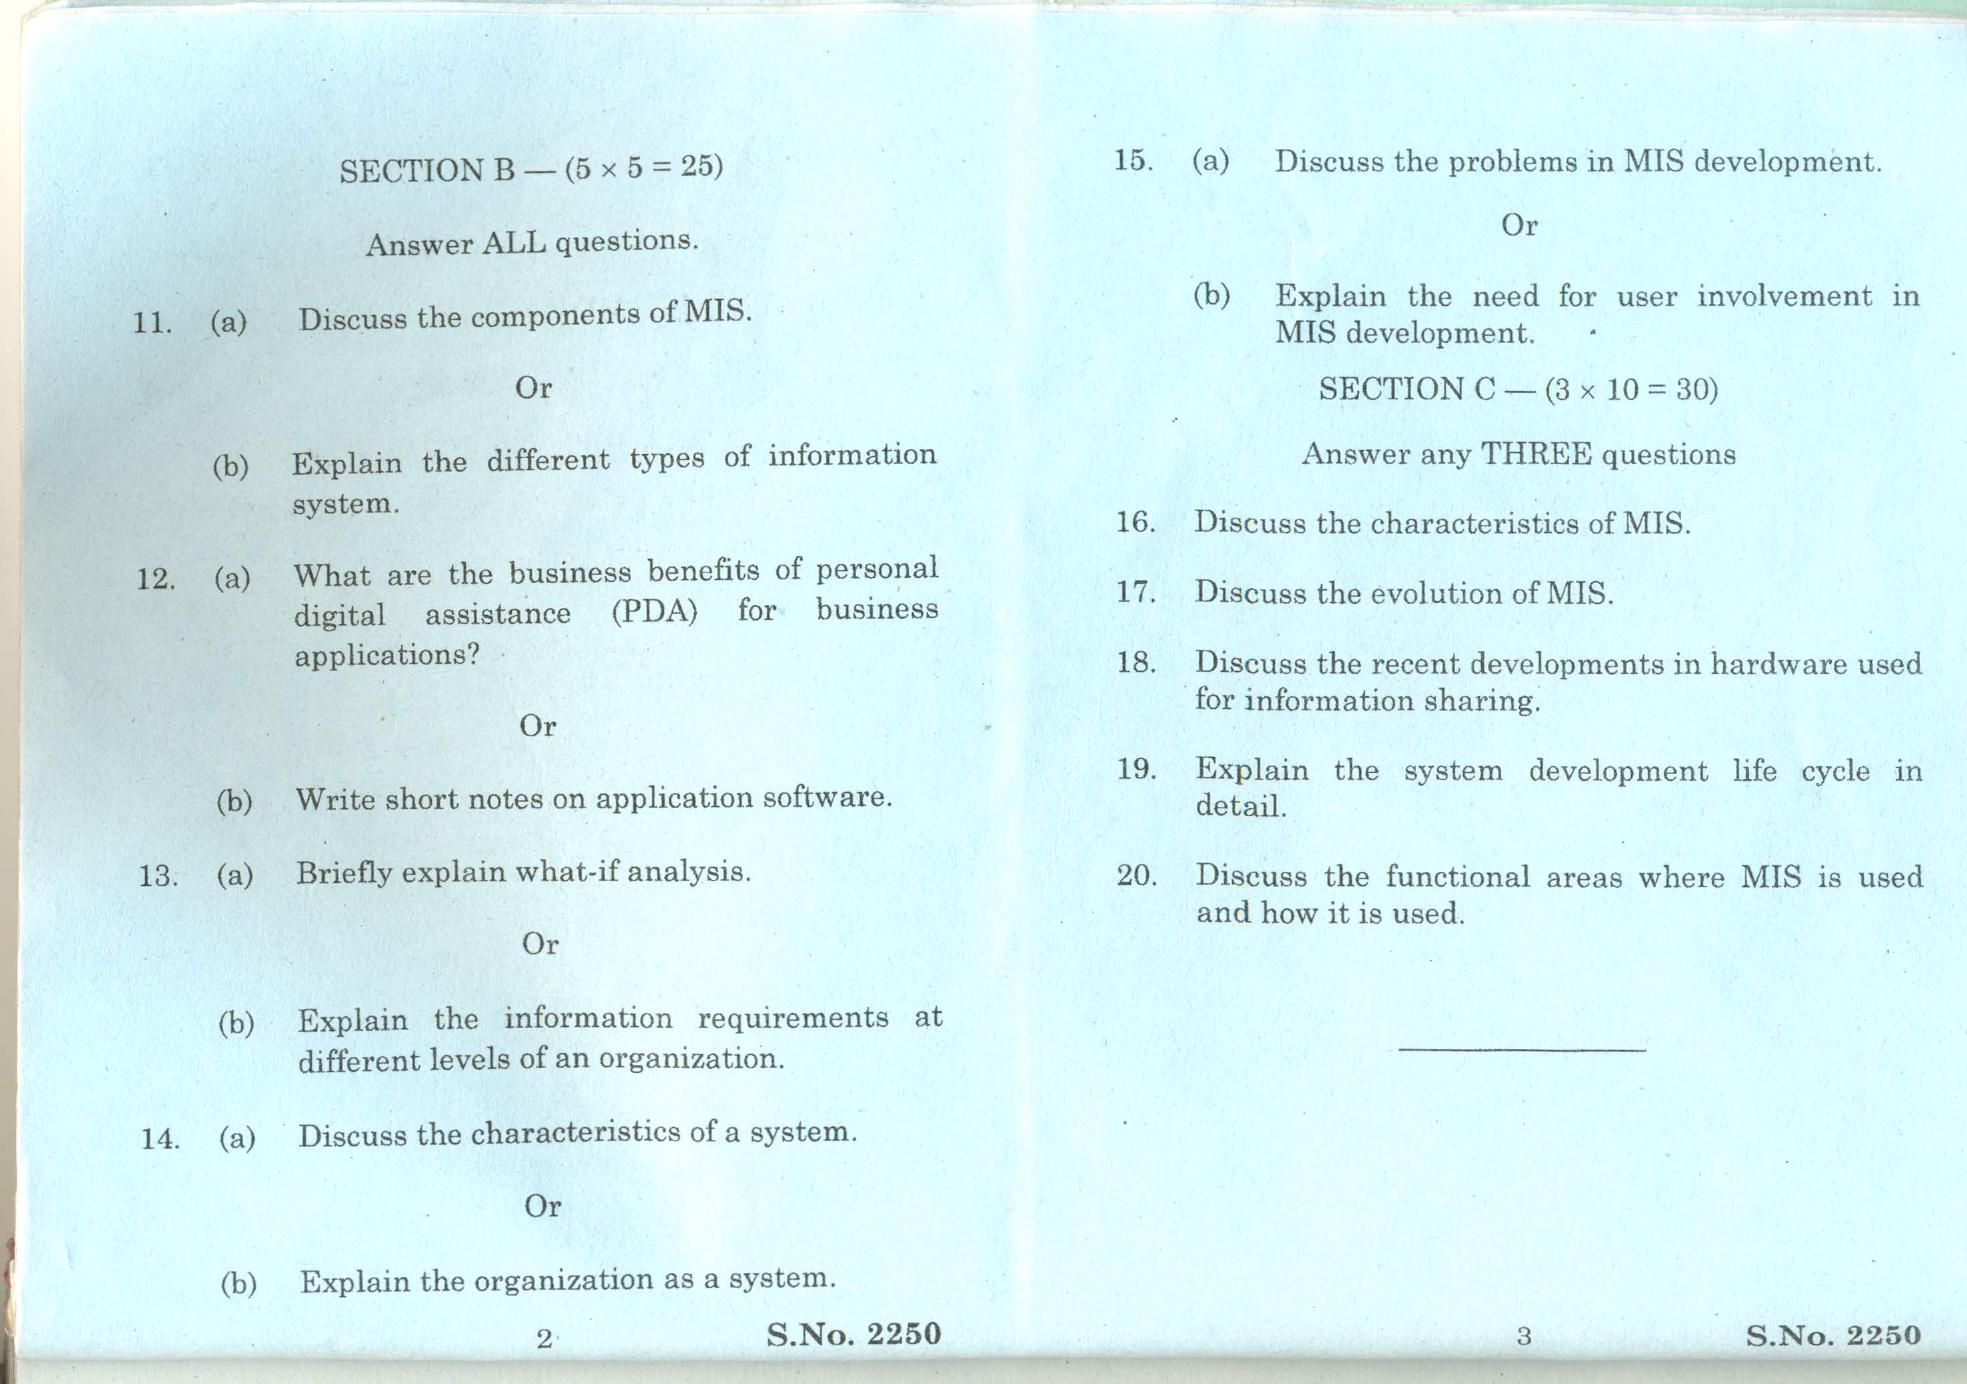 SECTION B — (5 × 5 = 25)
Answer ALL questions.
11. (a) Discuss the components of MIS.
Or
(b) Explain the different types of information
system.
12. (a) What are the business benefits of personal
digital assistance (PDA) for business
applications?
Or
(b) Write short notes on application software.
13. (a) Briefly explain what-if analysis.
Or
(b) Explain the information requirements at
different levels of an organization.
14. (a) Discuss the characteristics of a system.
Or
(b) Explain the organization as a system.
2 S.No. 2250
15. (a) Discuss the problems in MIS development.
Or
(b) Explain the need for user involvement in
MIS development.
SECTION C — (3 × 10 = 30)
Answer any THREE questions
16. Discuss the characteristics of MIS.
17. Discuss the evolution of MIS.
18. Discuss the recent developments in hardware used
for information sharing.
19. Explain the system development life cycle in
detail.
20. Discuss the functional areas where MIS is used
and how it is used.
3 S.No. 2250